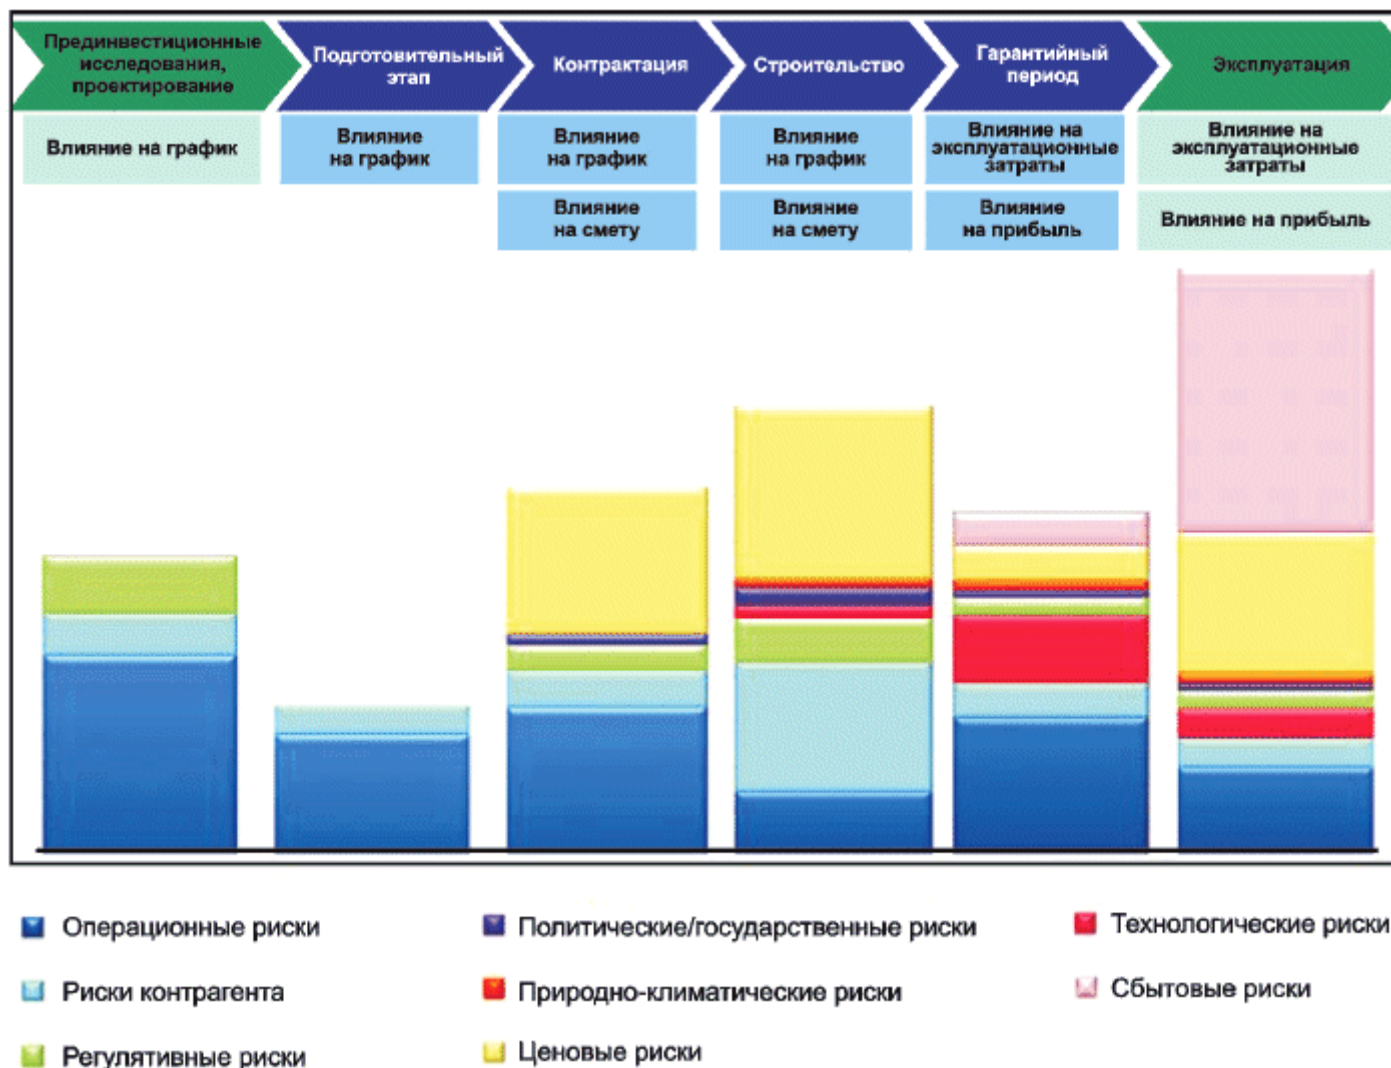 Прединвестиционные
исследования,
проектирование
Подготовительный
этап
Контрактация
Строительство
Гарантийный
период
Эксплуатация
Влияние на график
Влияние
на график
Влияние
на график
Влияние
на график
Влияние на
эксплуатационные
затраты
Влияние на
эксплуатационные
затраты
Влияние
на смету
Влияние
на смету
Влияние
на прибыль
Влияние на прибыль
Операционные риски
Политические/государственные риски
Технологические риски
Риски контрагента
Природно-климатические риски
Сбытовые риски
Регулятивные риски
Ценовые риски